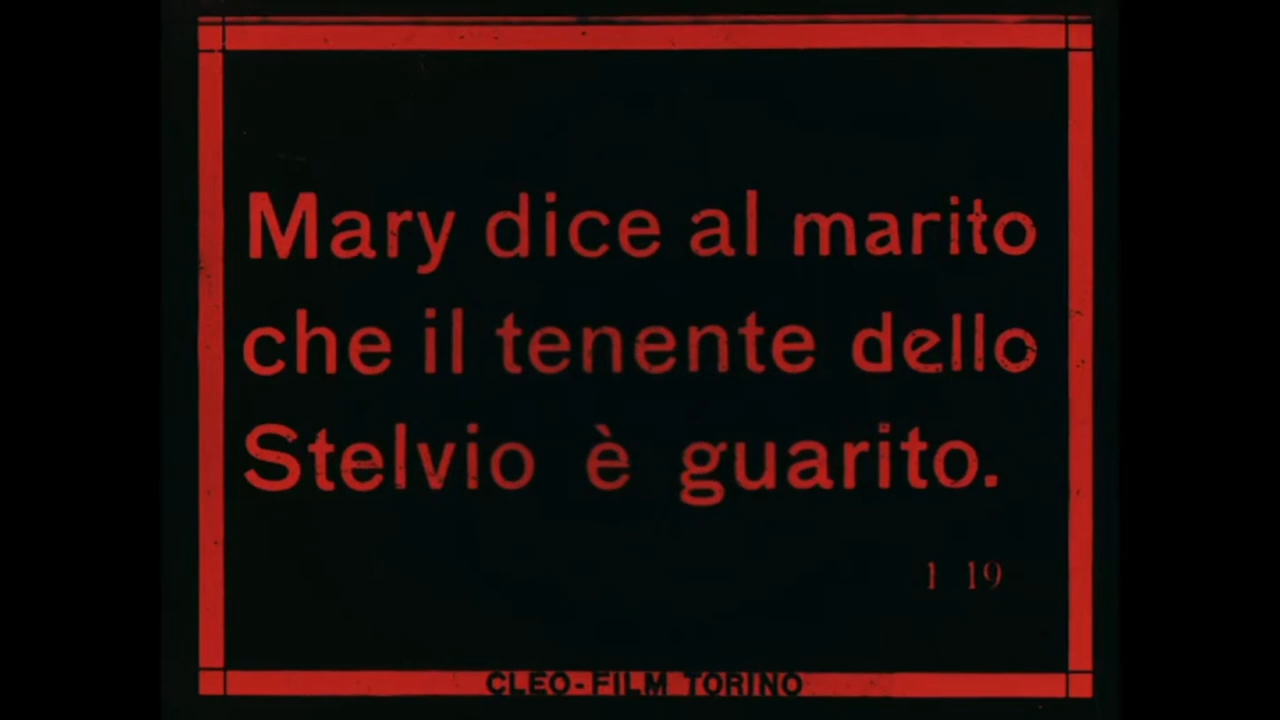 Mary dice al marito
che il tenente dello
Stelvio è guarito.
1 19
CLEO-FILM TORINO